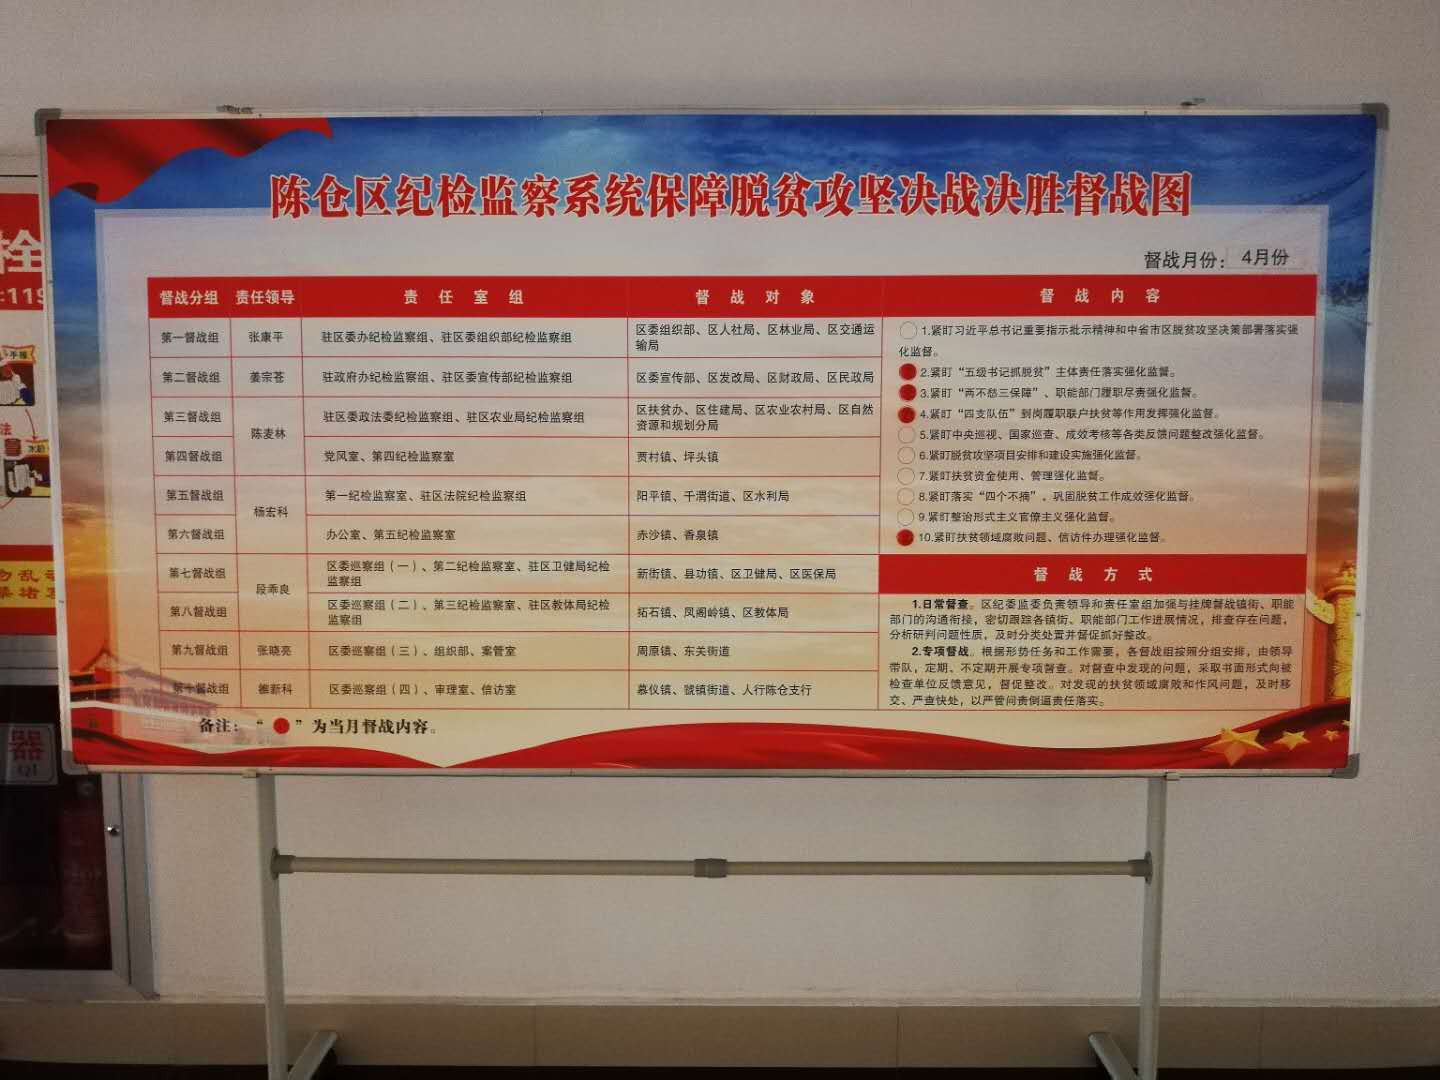 陈仓区纪检监察系统保障脱贫攻坚决战决胜督战图
督战月份：4月份
督战分组 责任领导 责任室组 督战对象 督战内容
第一督战组 张康平 驻区委办纪检监察组、驻区委组织部纪检监察组 区委组织部、区人社局、区林业局、区交通运
输局
第二督战组 姜宗苍 驻政府办纪检监察组、驻区委宣传部纪检监察组 区委宣传部、区发改局、区财政局、区民政局
第三督战组 陈麦林 驻区委政法委纪检监察组、驻区农业局纪检监察组 区扶贫办、区住建局、区农业农村局、区自然
资源和规划分局
第四督战组 党风室、第四纪检监察室 贾村镇、坪头镇
第五督战组 杨宏科 第一纪检监察室、驻区法院纪检监察组 阳平镇、千渭街道、区水利局
第六督战组 办公室、第五纪检监察室 赤沙镇、香泉镇
第七督战组 段乖良 区委巡察组（一）、第二纪检监察室、驻区卫健局纪检
监察组 新街镇、县功镇、区卫健局、区医保局
第八督战组 区委巡察组（二）、第三纪检监察室、驻区教体局纪检
监察组 拓石镇、凤阁岭镇、区教体局
第九督战组 张晓亮 区委巡察组（三）、组织部、案管室 周原镇、东关街道
第十督战组 雒新科 区委巡察组（四）、审理室、信访室 慕仪镇、虢镇街道、人行陈仓支行
1.紧盯习近平总书记重要指示批示精神和中省市区脱贫攻坚决策部署落实强
化监督。
2.紧盯“五级书记抓脱贫”主体责任落实强化监督。
3.紧盯“两不愁三保障”、职能部门履职尽责强化监督。
4.紧盯“四支队伍”到岗履职联户扶贫等作用发挥强化监督。
5.紧盯中央巡视、国家巡查、成效考核等各类反馈问题整改强化监督。
6.紧盯脱贫攻坚项目安排和建设实施强化监督。
7.紧盯扶贫资金使用、管理强化监督。
8.紧盯落实“四个不摘”、巩固脱贫工作成效强化监督。
9.紧盯整治形式主义官僚主义强化监督。
10.紧盯扶贫领域腐败问题、信访件办理强化监督。
督战方式
1.日常督查。区纪委监委负责领导和责任室组加强与挂牌督战镇街、职能
部门的沟通衔接，密切跟踪各镇街、职能部门工作进展情况，排查存在问题，
分析研判问题性质，及时分类处置并督促抓好整改。
2.专项督战。根据形势任务和工作需要，各督战组按照分组安排，由领导
带队，定期、不定期开展专项督查。对督查中发现的问题，采取书面形式向被
检查单位反馈意见，督促整改。对发现的扶贫领域腐败和作风问题，及时移
交、严查快处，以严管问责倒逼责任落实。
备注：“●”为当月督战内容。
栓
:119
手握
法
勿乱
器
QI